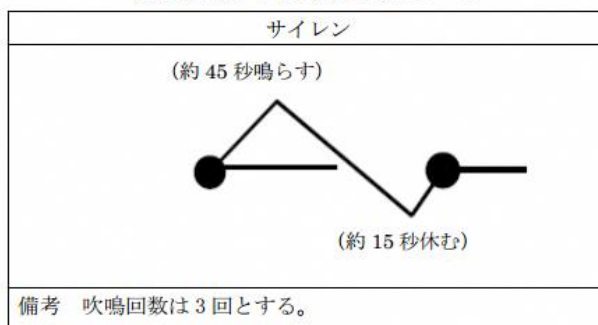 サイレン
(約 45 秒鳴らす)
(約 15 秒休む)
備考　吹鳴回数は 3 回とする。